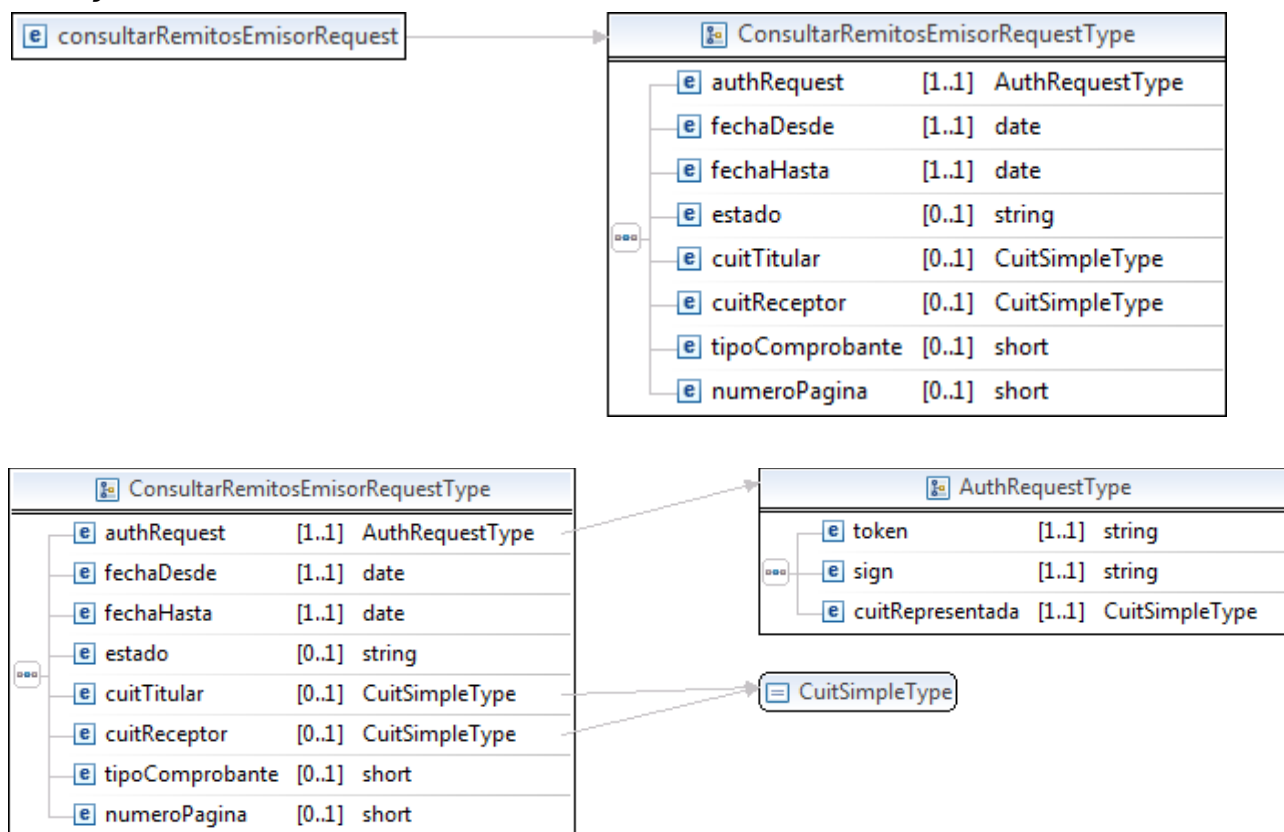 e consultarRemitosEmisorRequest
ConsultarRemitosEmisorRequestType
e authRequest [1..1] AuthRequestType
e fechaDesde [1..1] date
e fechaHasta [1..1] date
e estado [0..1] string
e cuitTitular [0..1] CuitSimpleType
e cuitReceptor [0..1] CuitSimpleType
e tipoComprobante [0..1] short
e numeroPagina [0..1] short
ConsultarRemitosEmisorRequestType
e authRequest [1..1] AuthRequestType
e fechaDesde [1..1] date
e fechaHasta [1..1] date
e estado [0..1] string
e cuitTitular [0..1] CuitSimpleType
e cuitReceptor [0..1] CuitSimpleType
e tipoComprobante [0..1] short
e numeroPagina [0..1] short
AuthRequestType
e token [1..1] string
e sign [1..1] string
e cuitRepresentada [1..1] CuitSimpleType
CuitSimpleType